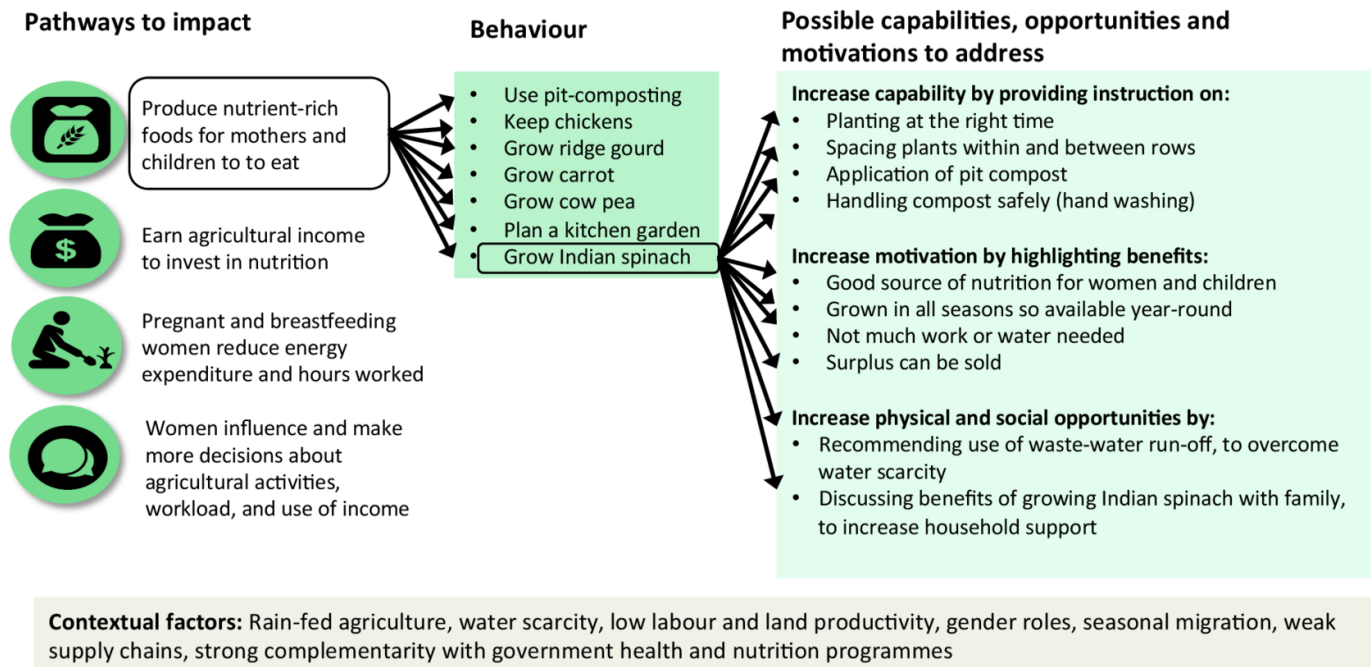 Pathways to impact
Produce nutrient-rich
foods for mothers and
children to to eat
$
Earn agricultural income
to invest in nutrition
Pregnant and breastfeeding
women reduce energy
expenditure and hours worked
Women influence and make
more decisions about
agricultural activities,
workload, and use of income
Behaviour
• Use pit-composting
• Keep chickens
• Grow ridge gourd
• Grow carrot
• Grow cow pea
• Plan a kitchen garden
• Grow Indian spinach
Possible capabilities, opportunities and
motivations to address
Increase capability by providing instruction on:
• Planting at the right time
• Spacing plants within and between rows
• Application of pit compost
• Handling compost safely (hand washing)
Increase motivation by highlighting benefits:
• Good source of nutrition for women and children
• Grown in all seasons so available year-round
• Not much work or water needed
• Surplus can be sold
Increase physical and social opportunities by:
• Recommending use of waste-water run-off, to overcome
water scarcity
• Discussing benefits of growing Indian spinach with family,
to increase household support
Contextual factors: Rain-fed agriculture, water scarcity, low labour and land productivity, gender roles, seasonal migration, weak
supply chains, strong complementarity with government health and nutrition programmes